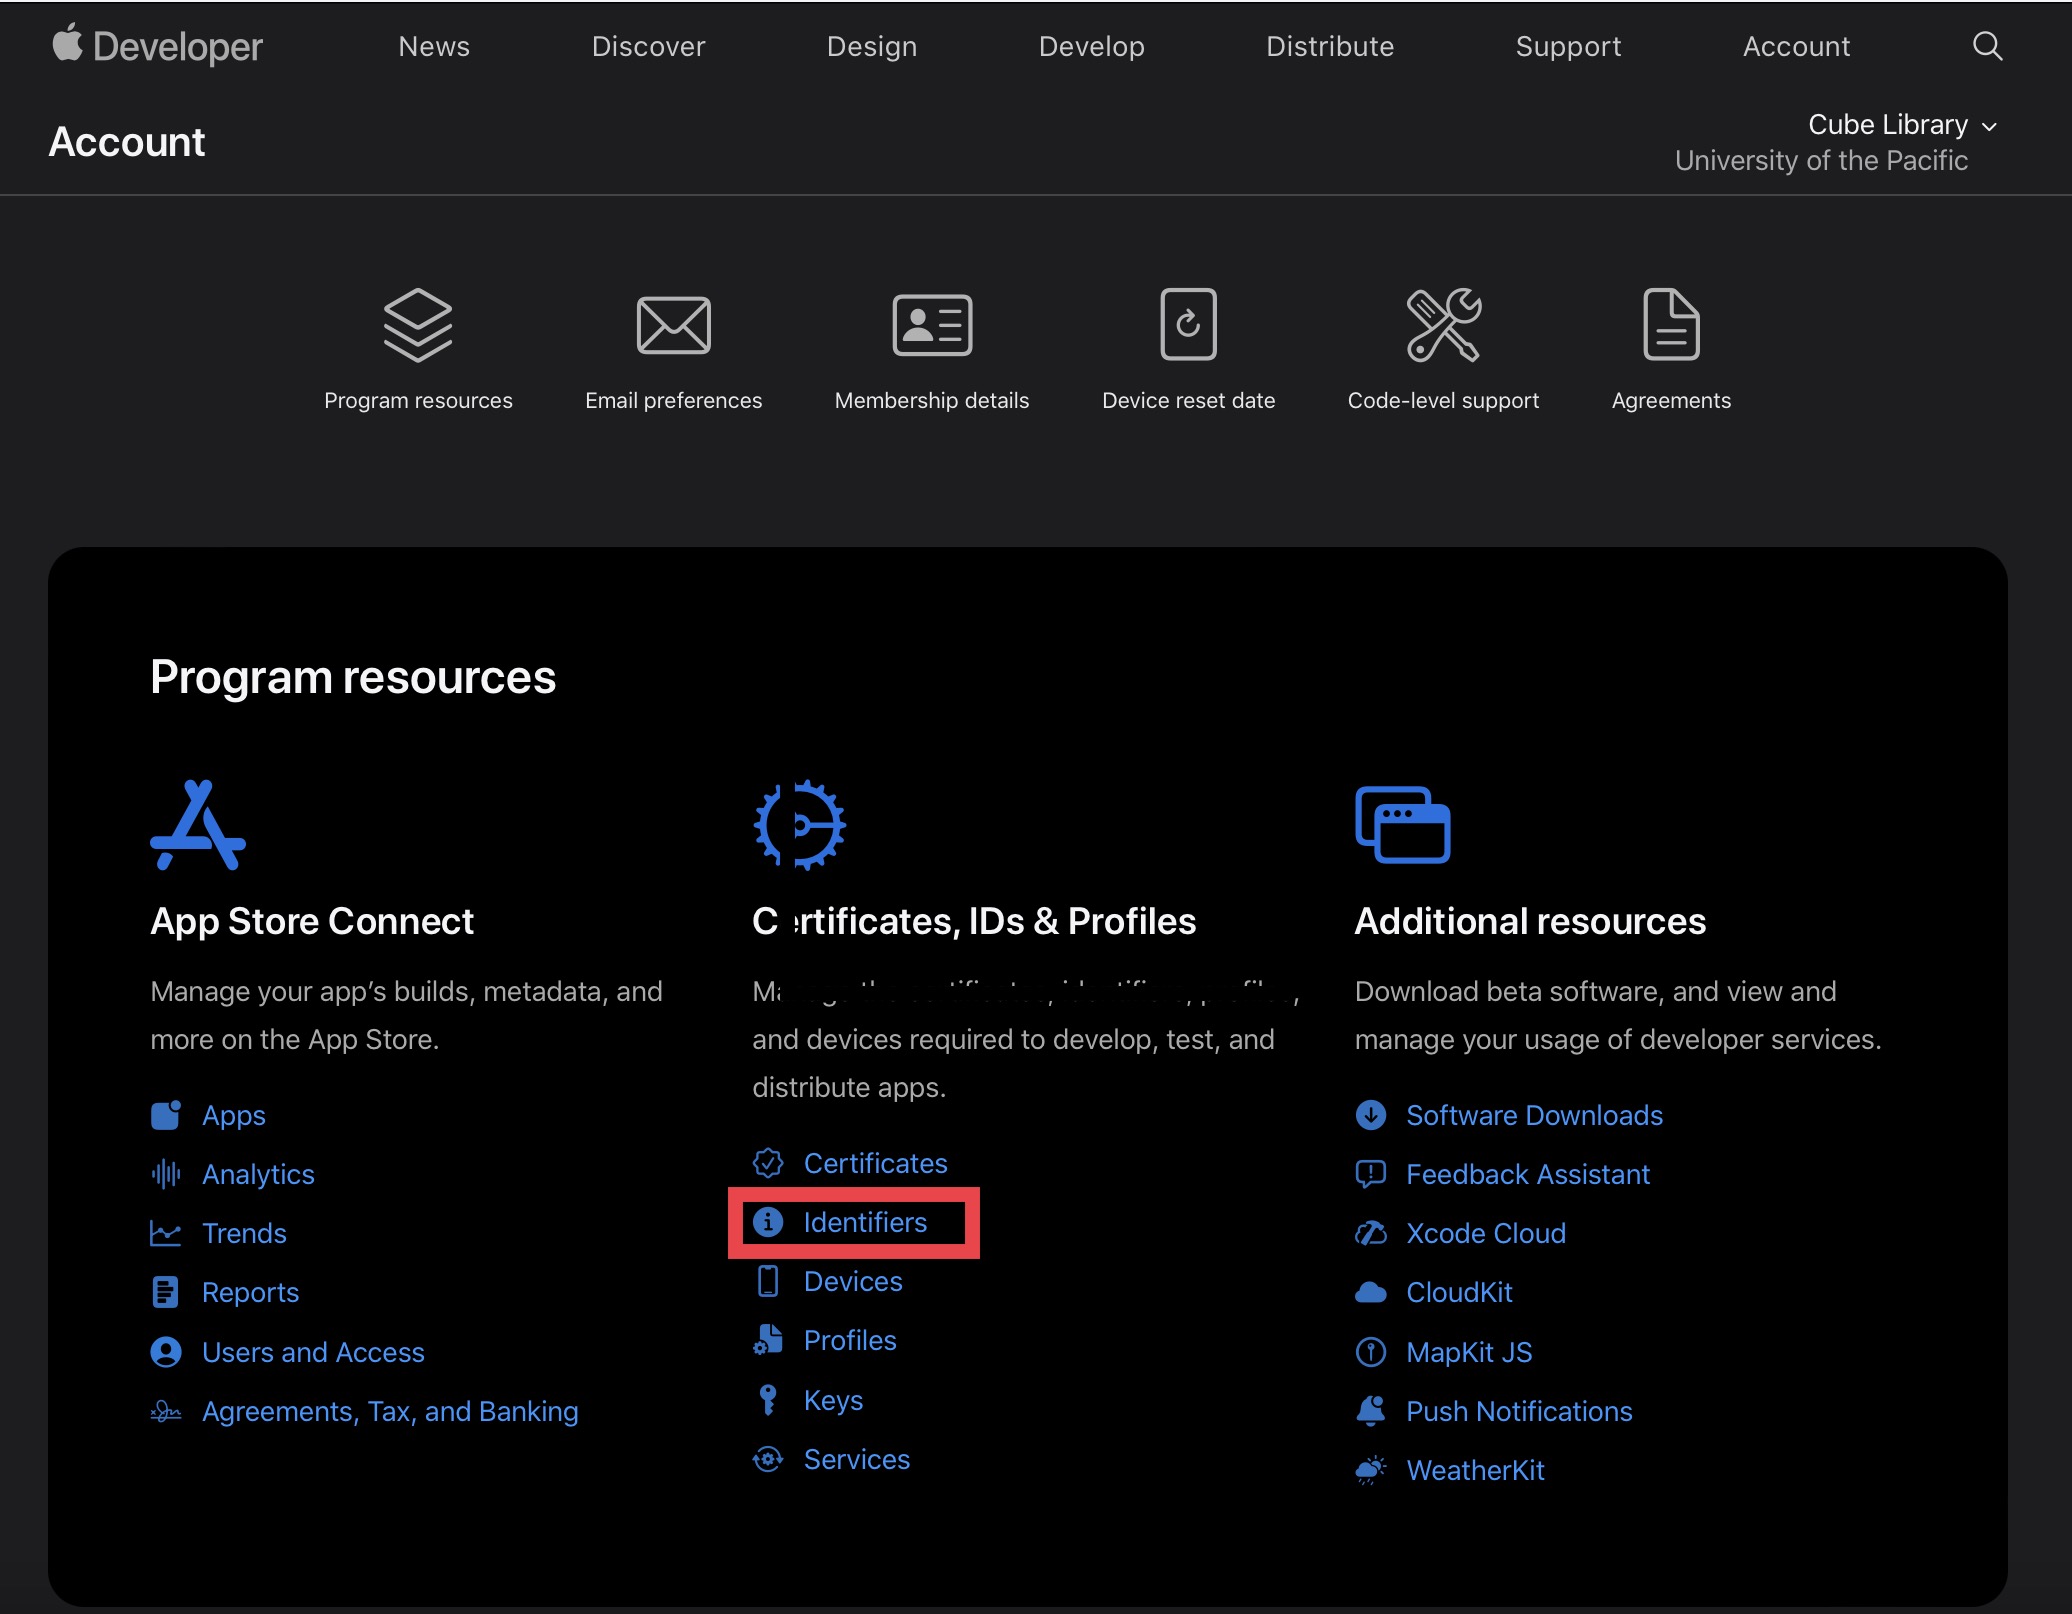 Developer
News
Discover
Design
Develop
Distribute
Support
Account
Account
Cube Library
University of the Pacific
Program resources
Email preferences
Membership details
Device reset date
Code-level support
Agreements
Program resources
App Store Connect
Manage your app's builds, metadata, and
more on the App Store.
Apps
Analytics
Trends
Reports
Users and Access
Agreements, Tax, and Banking
C rtificates, IDs & Profiles
and devices required to develop, test, and
distribute apps.
Certificates
Identifiers
Devices
Profiles
Keys
Services
Additional resources
Download beta software, and view and
manage your usage of developer services.
Software Downloads
Feedback Assistant
Xcode Cloud
CloudKit
MapKit JS
Push Notifications
WeatherKit